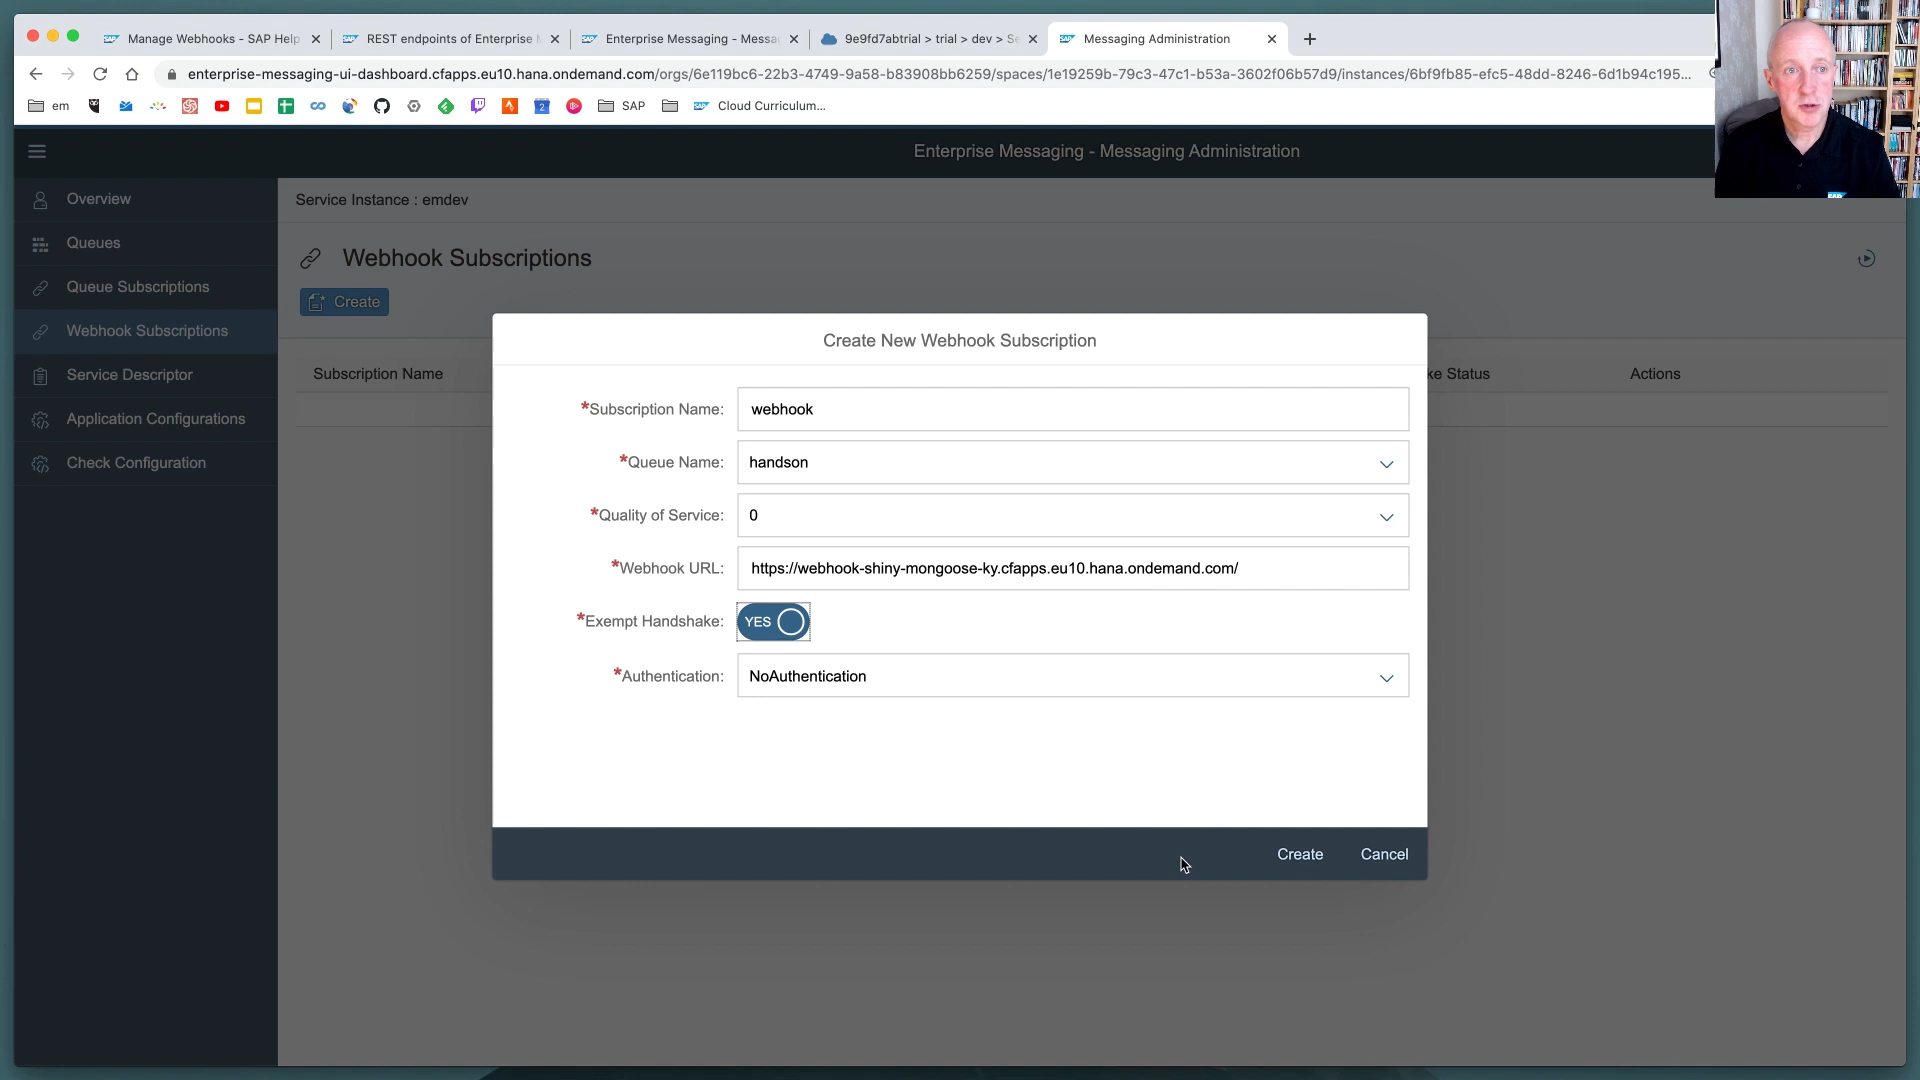 Manage Webhooks - SAP Help
REST endpoints of Enterprise
Enterprise Messaging - Messa
9e9fd7abtrial > trial > dev > Se
Messaging Administration
enterprise-messaging-ui-dashboard.cfapps.eu10.hana.ondemand.com/orgs/6e119bc6-22b3-4749-9a58-b83908bb6259/spaces/1e19259b-79c3-47c1-b53a-3602f06b57d9/instances/6bf9fb85-efc5-48dd-8246-6d1b94c195...
em
2
SAP
Cloud Curriculum...
Enterprise Messaging - Messaging Administration
Overview
Queues
Queue Subscriptions
Webhook Subscriptions
Service Descriptor
Application Configurations
Check Configuration
Service Instance : emdev
Webhook Subscriptions
Create
Subscription Name
ke Status
Actions
Create New Webhook Subscription
*Subscription Name: webhook
*Queue Name: handson
*Quality of Service: 0
*Webhook URL: https://webhook-shiny-mongoose-ky.cfapps.eu10.hana.ondemand.com/
*Exempt Handshake: YES
*Authentication: NoAuthentication
Create
Cancel
SAP